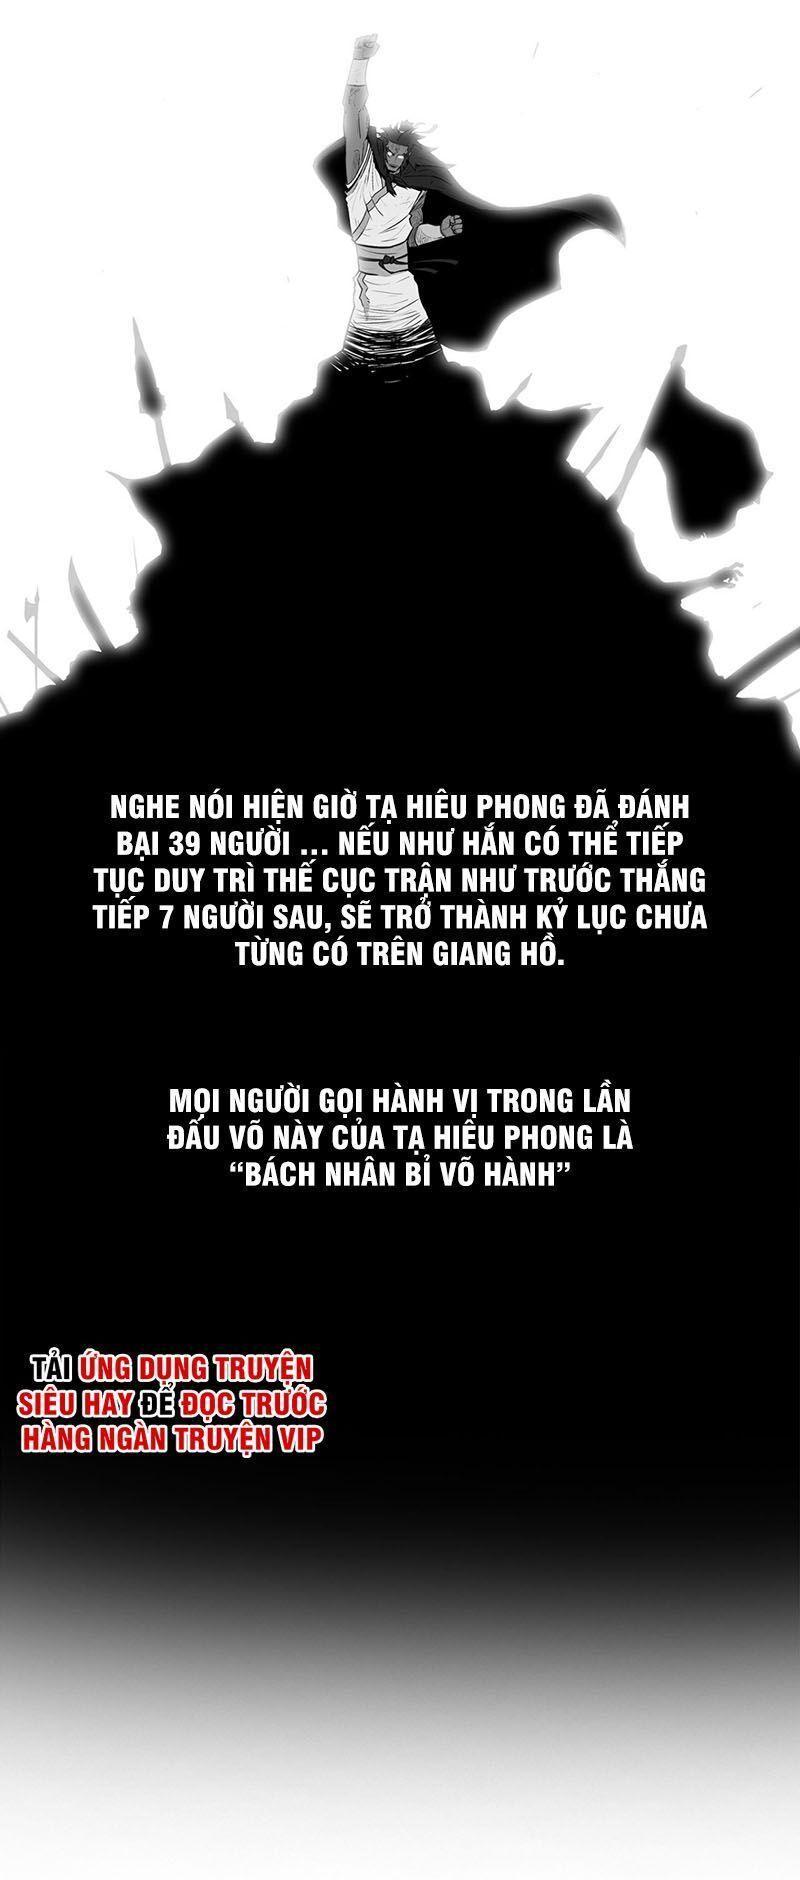 NGHE NÓI HIỆN GIỜ TẠ HIÊU PHONG ĐÃ ĐÁNH
BẠI 39 NGƯỜI ... NẾU NHƯ HẮN CÓ THỂ TIẾP
TỤC DUY TRÌ THẾ CỤC TRẬN NHƯ TRƯỚC THẮNG
TIẾP 7 NGƯỜI SAU, SẼ TRỞ THÀNH KỶ LỤC CHƯA
TỪNG CÓ TRÊN GIANG HỒ.
MỌI NGƯỜI GỌI HÀNH VỊ TRONG LẦN
ĐẤU VÕ NÀY CỦA TẠ HIÊU PHONG LÀ
“BÁCH NHÂN BỈ VÕ HÀNH”
TẢI ỨNG DỤNG TRUYỆN
SIÊU HAY ĐỂ ĐỌC TRƯỚC
HÀNG NGÀN TRUYỆN VIP